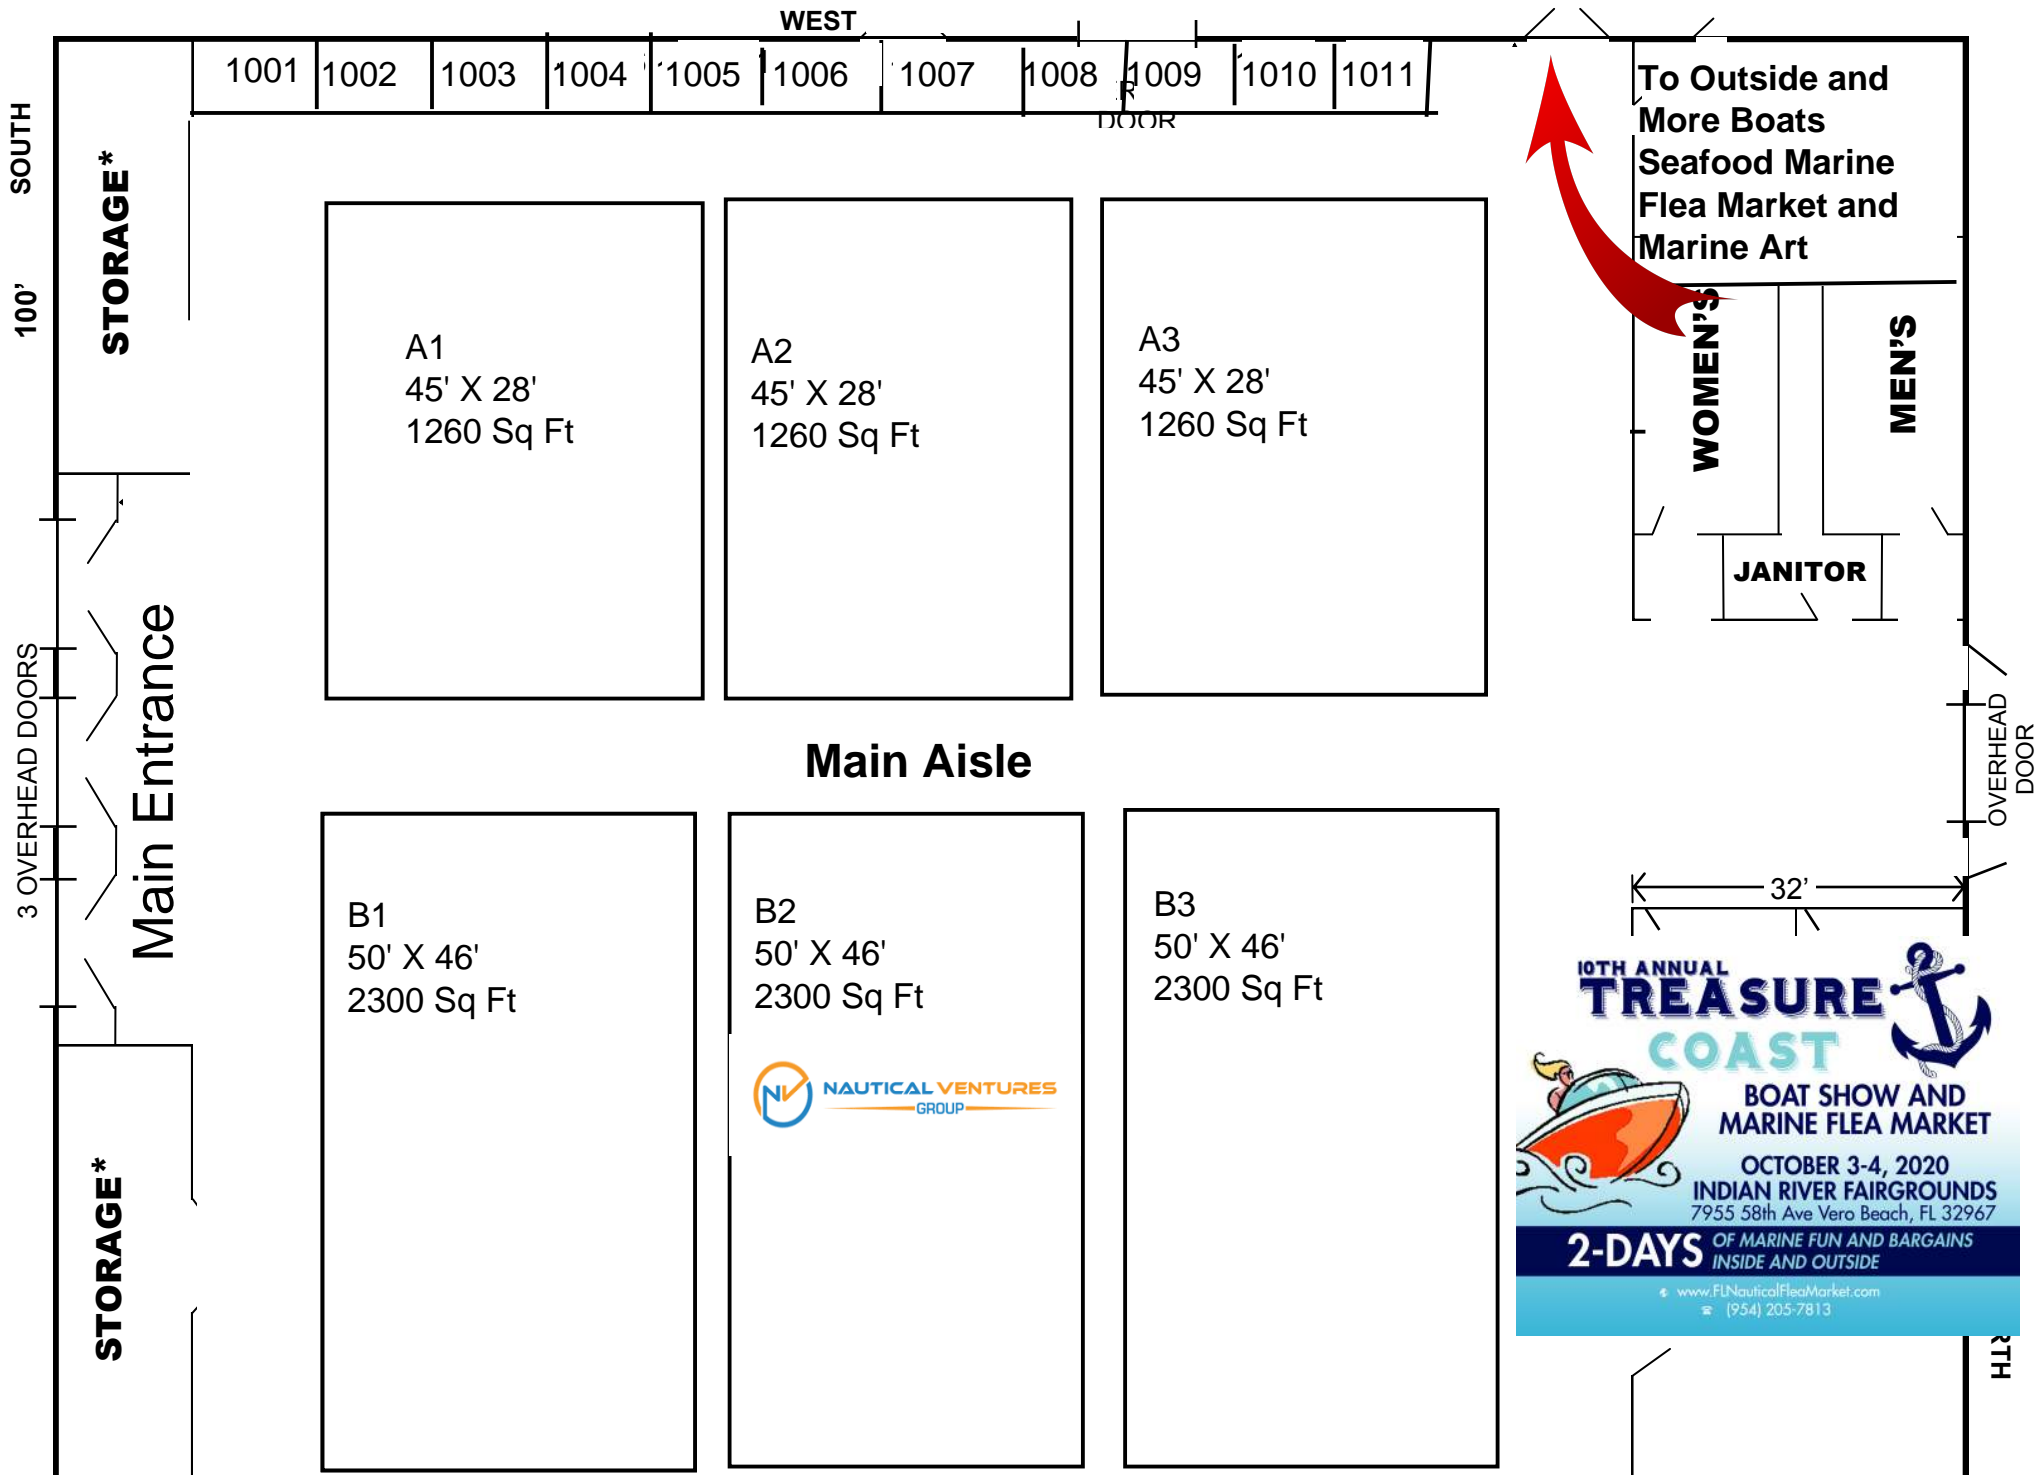 WEST
1001 1002 1003 1004 1005 1006 1007 1008 1009 1010 1011
DOOR
SOUTH
100'
STORAGE*
To Outside and
More Boats
Seafood Marine
Flea Market and
Marine Art
WOMEN'S
MEN'S
JANITOR
A1
45' X 28'
1260 Sq Ft
A2
45' X 28'
1260 Sq Ft
A3
45' X 28'
1260 Sq Ft
3 OVERHEAD DOORS
Main Entrance
Main Aisle
OVERHEAD
DOOR
32'
B1
50' X 46'
2300 Sq Ft
B2
50' X 46'
2300 Sq Ft
NV
NAUTICAL VENTURES
GROUP
B3
50' X 46'
2300 Sq Ft
STORAGE*
10TH ANNUAL
TREASURE
COAST
BOAT SHOW AND
MARINE FLEA MARKET
OCTOBER 3-4, 2020
INDIAN RIVER FAIRGROUNDS
7955 58th Ave Vero Beach, FL 32967
2-DAYS OF MARINE FUN AND BARGAINS
INSIDE AND OUTSIDE
www.FLNauticalFleaMarket.com
(954) 205-7813